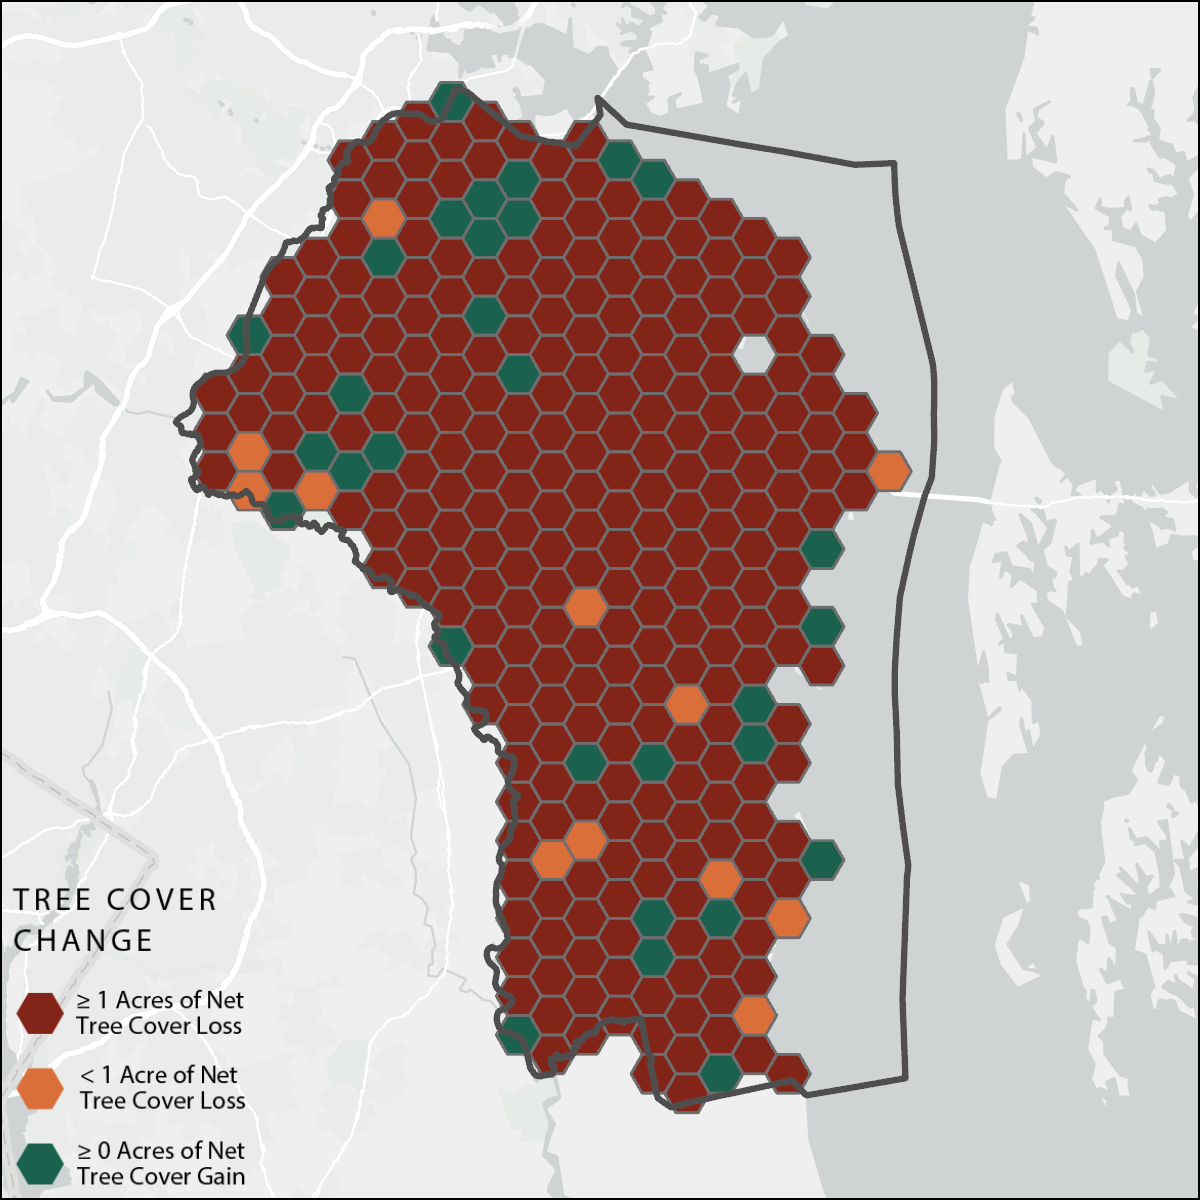 TREE COVER
CHANGE
≥ 1 Acres of Net
Tree Cover Loss
< 1 Acre of Net
Tree Cover Loss
≥ 0 Acres of Net
Tree Cover Gain